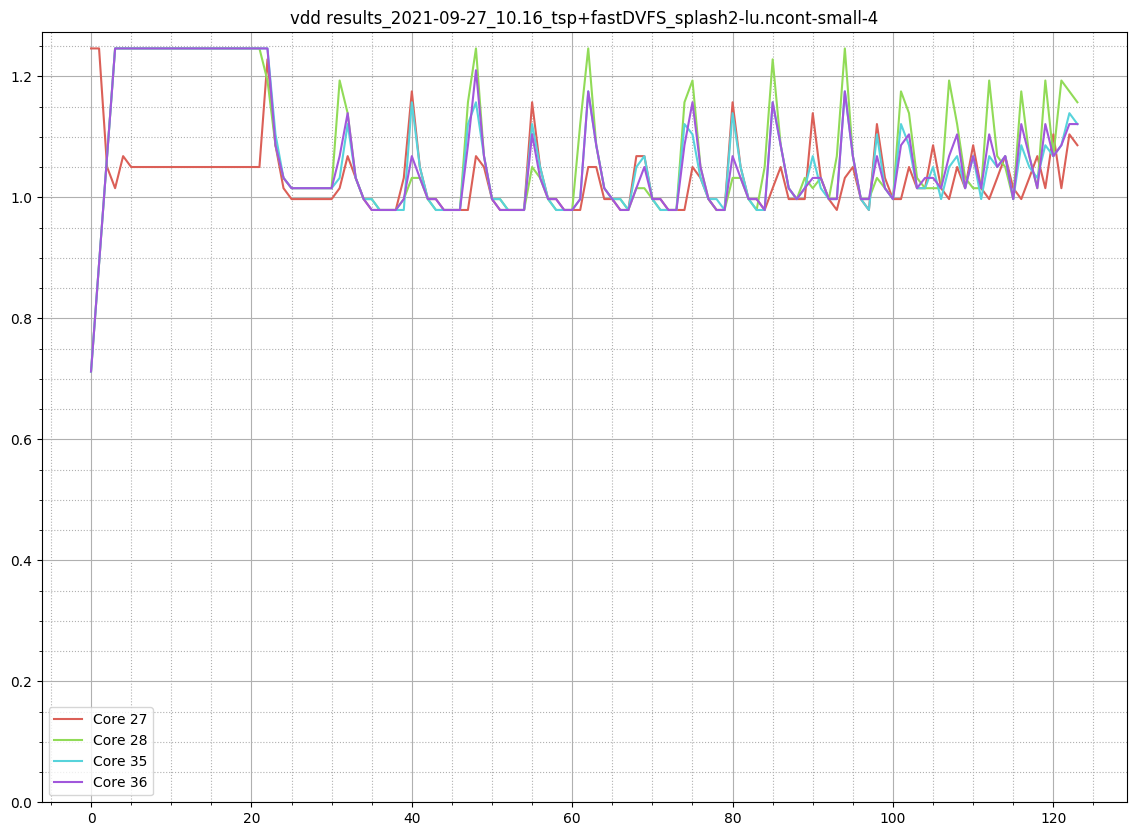 vdd results_2021-09-27_10.16_tsp+fastDVFS_splash2-lu.ncont-small-4
1.2
1.0
0.8
0.6
0.4
0.2
0.0
Core 27
Core 28
Core 35
Core 36
0 20 40 60 80 100 120